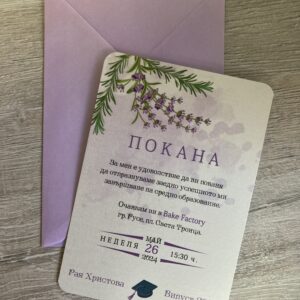 ПОКАНА
За мен е удоволствие да ви поканя
да отпразнуваме заедно успешното ми
завършване на средно образование.
Очаквам ви в Bake Factory
гр. Русе, пл. Света Троица.
МАЙ
НЕДЕЛЯ 26 15:30 ч.
2024
Рая Христова